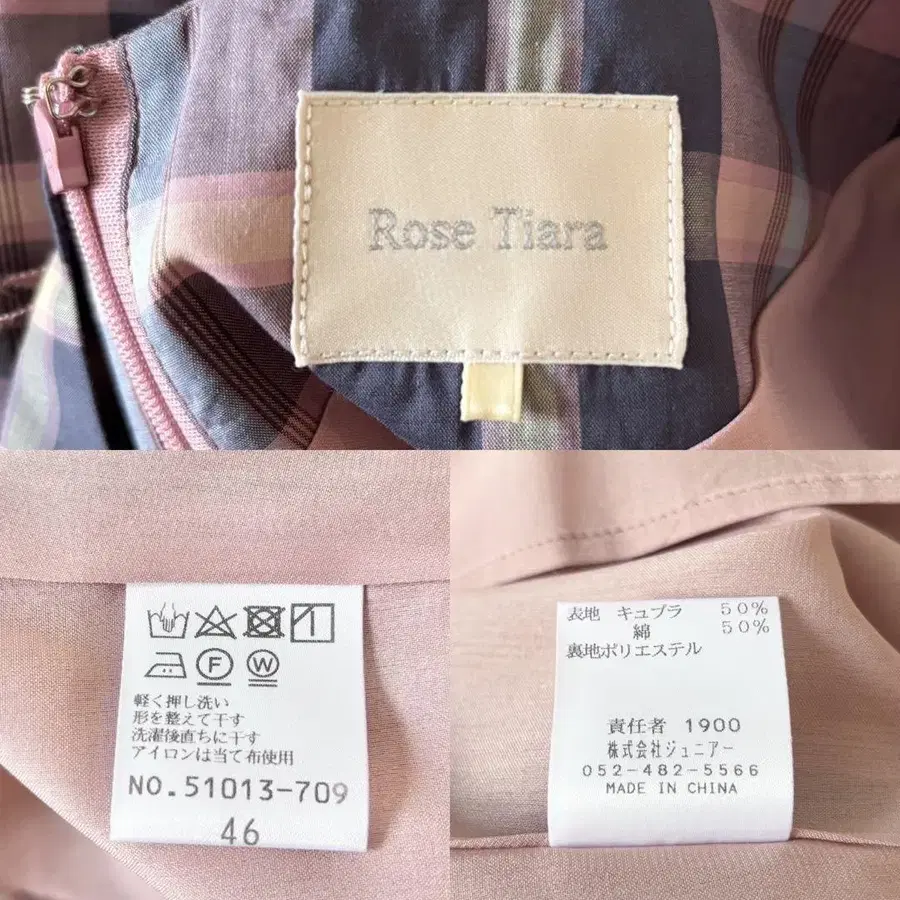 Rose Tiara
F W
軽く押し洗い
形を整えて干す
洗濯後直ちに干す
アイロンは当て布使用
NO.51013-709
46
表地 キュプラ 50%
綿 50%
裏地ポリエステル
責任者 1900
株式会社ジュニアー
052-482-5566
MADE IN CHINA